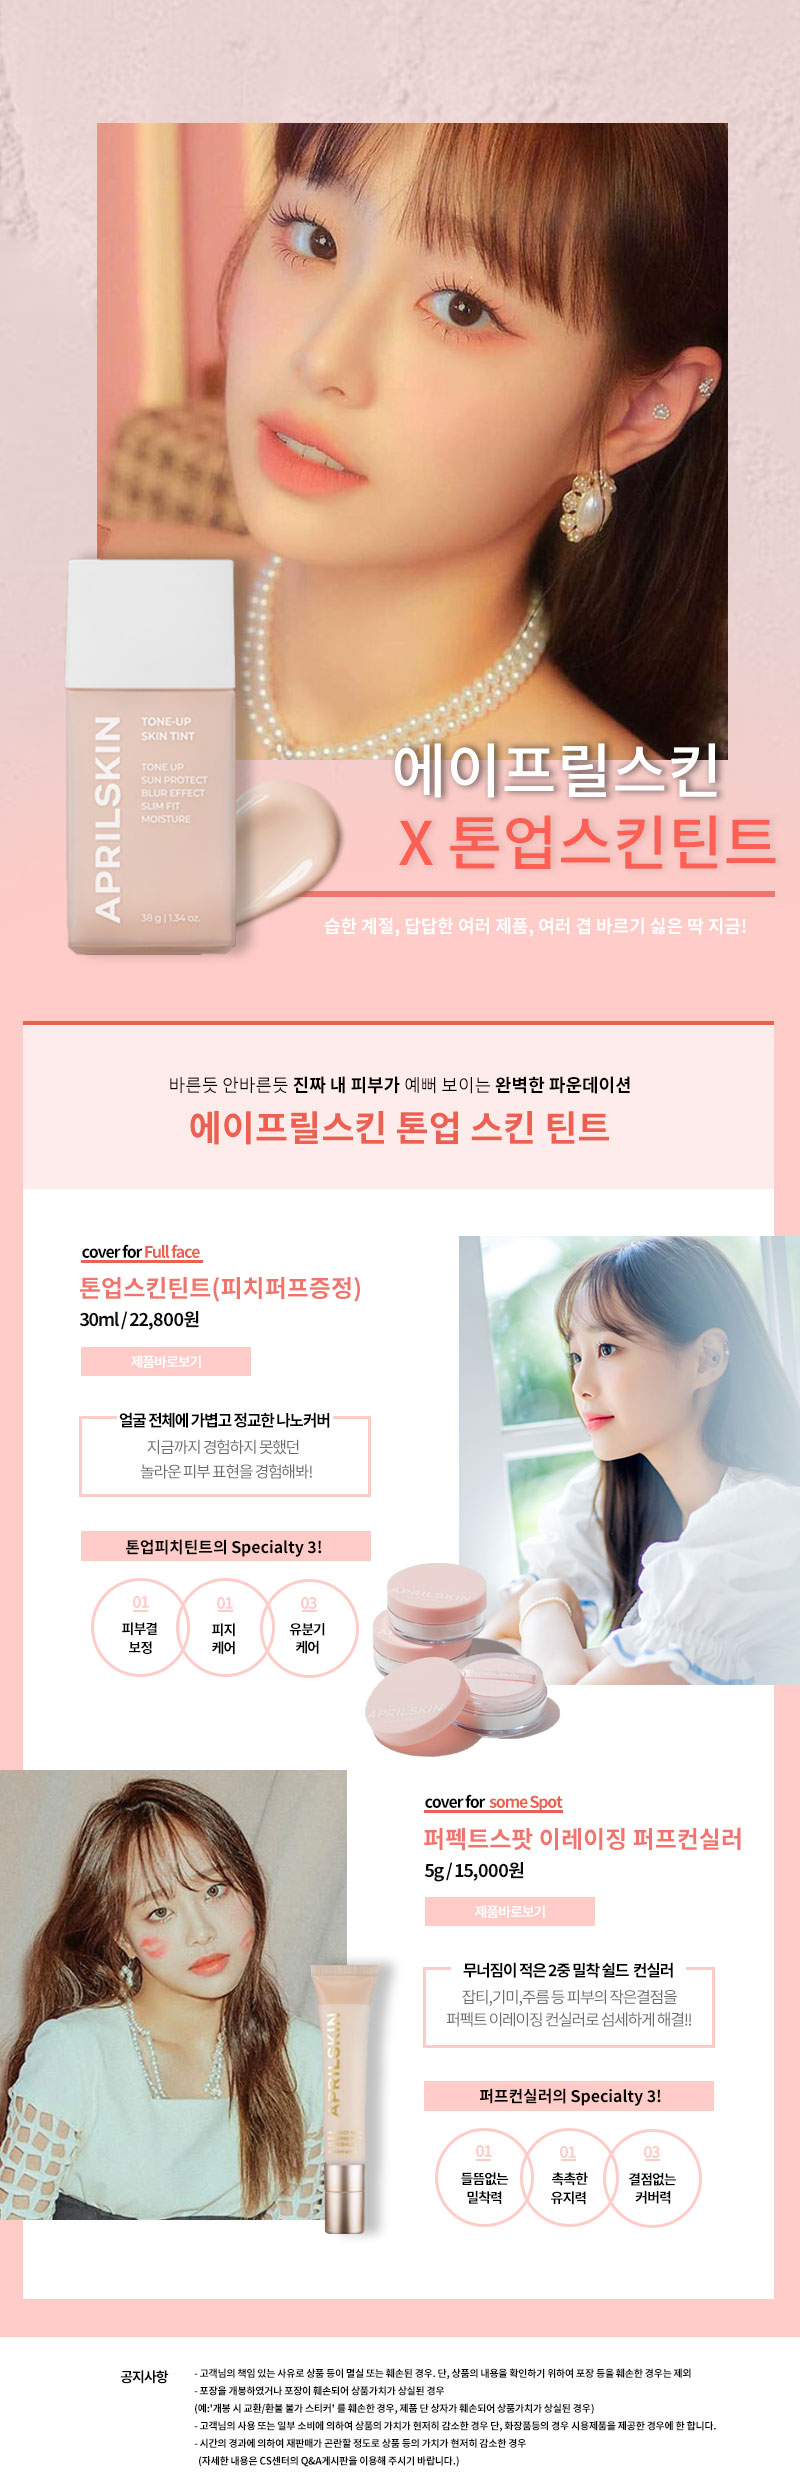 APRILSKIN
TONE-UP
SKIN TINT
TONE UP
SUN PROTECT
BLUR EFFECT
SLIM FIT
MOISTURE
38 g | 1.34 oz.
에이프릴스킨
X 톤업스킨틴트
습한 계절, 답답한 여러 제품, 여러 겹 바르기 싫은 딱 지금!
바른듯 안바른듯 진짜 내 피부가 예뻐 보이는 완벽한 파운데이션
에이프릴스킨 톤업 스킨 틴트
cover for Full face
톤업스킨틴트(피치퍼프증정)
30ml / 22,800원
제품바로보기
얼굴 전체에 가볍고 정교한 나노커버
지금까지 경험하지 못했던
놀라운 피부 표현을 경험해봐!
톤업피치틴트의 Specialty 3!
01
피부결
보정
01
피지
케어
03
유분기
케어
APRILSKIN
APRILSKIN
cover for some Spot
퍼펙트스팟 이레이징 퍼프컨실러
5g / 15,000원
제품바로보기
무너짐이 적은 2중 밀착 쉴드 컨실러
잡티,기미,주름 등 피부의 작은결점을
퍼펙트 이레이징 컨실러로 섬세하게 해결!!
퍼프컨실러의 Specialty 3!
01
들뜸없는
밀착력
01
촉촉한
유지력
03
결점없는
커버력
APRILSKIN
공지사항
- 고객님의 책임 있는 사유로 상품 등이 멸실 또는 훼손된 경우. 단, 상품의 내용을 확인하기 위하여 포장 등을 훼손한 경우는 제외
- 포장을 개봉하였거나 포장이 훼손되어 상품가치가 상실된 경우
(예:'개봉 시 교환/환불 불가 스티커' 를 훼손한 경우, 제품 단 상자가 훼손되어 상품가치가 상실된 경우)
- 고객님의 사용 또는 일부 소비에 의하여 상품의 가치가 현저히 감소한 경우 단, 화장품등의 경우 시용제품을 제공한 경우에 한 합니다.
- 시간의 경과에 의하여 재판매가 곤란할 정도로 상품 등의 가치가 현저히 감소한 경우
(자세한 내용은 CS센터의 Q&A게시판을 이용해 주시기 바랍니다.)